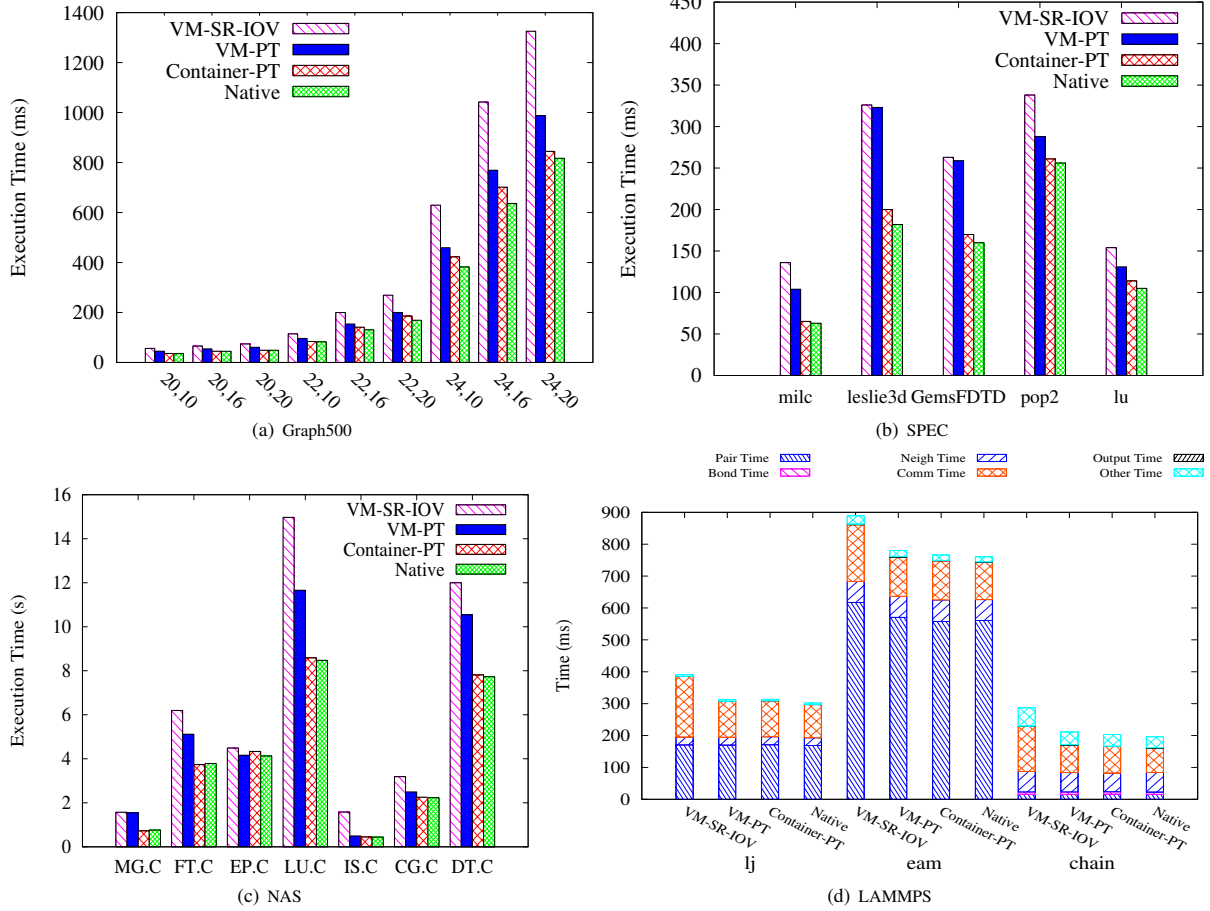 Execution Time (ms)
1400
1200
1000
800
600
400
200
0
VM-SR-IOV
VM-PT
Container-PT
Native
20,10
20,16
20,20
22,10
22,16
22,20
24,10
24,16
24,20
(a) Graph500
Execution Time (ms)
450
400
350
300
250
200
150
100
50
0
VM-SR-IOV
VM-PT
Container-PT
Native
milc
leslie3d
GemsFDTD
pop2
lu
(b) SPEC
Execution Time (s)
16
14
12
10
8
6
4
2
0
VM-SR-IOV
VM-PT
Container-PT
Native
MG.C
FT.C
EP.C
LU.C
IS.C
CG.C
DT.C
(c) NAS
Pair Time
Bond Time
Neigh Time
Comm Time
Output Time
Other Time
Time (ms)
900
800
700
600
500
400
300
200
100
0
VM-SR-IOV
VM-PT
Container-PT
Native
VM-SR-IOV
VM-PT
Container-PT
Native
VM-SR-IOV
VM-PT
Container-PT
Native
lj
eam
chain
(d) LAMMPS